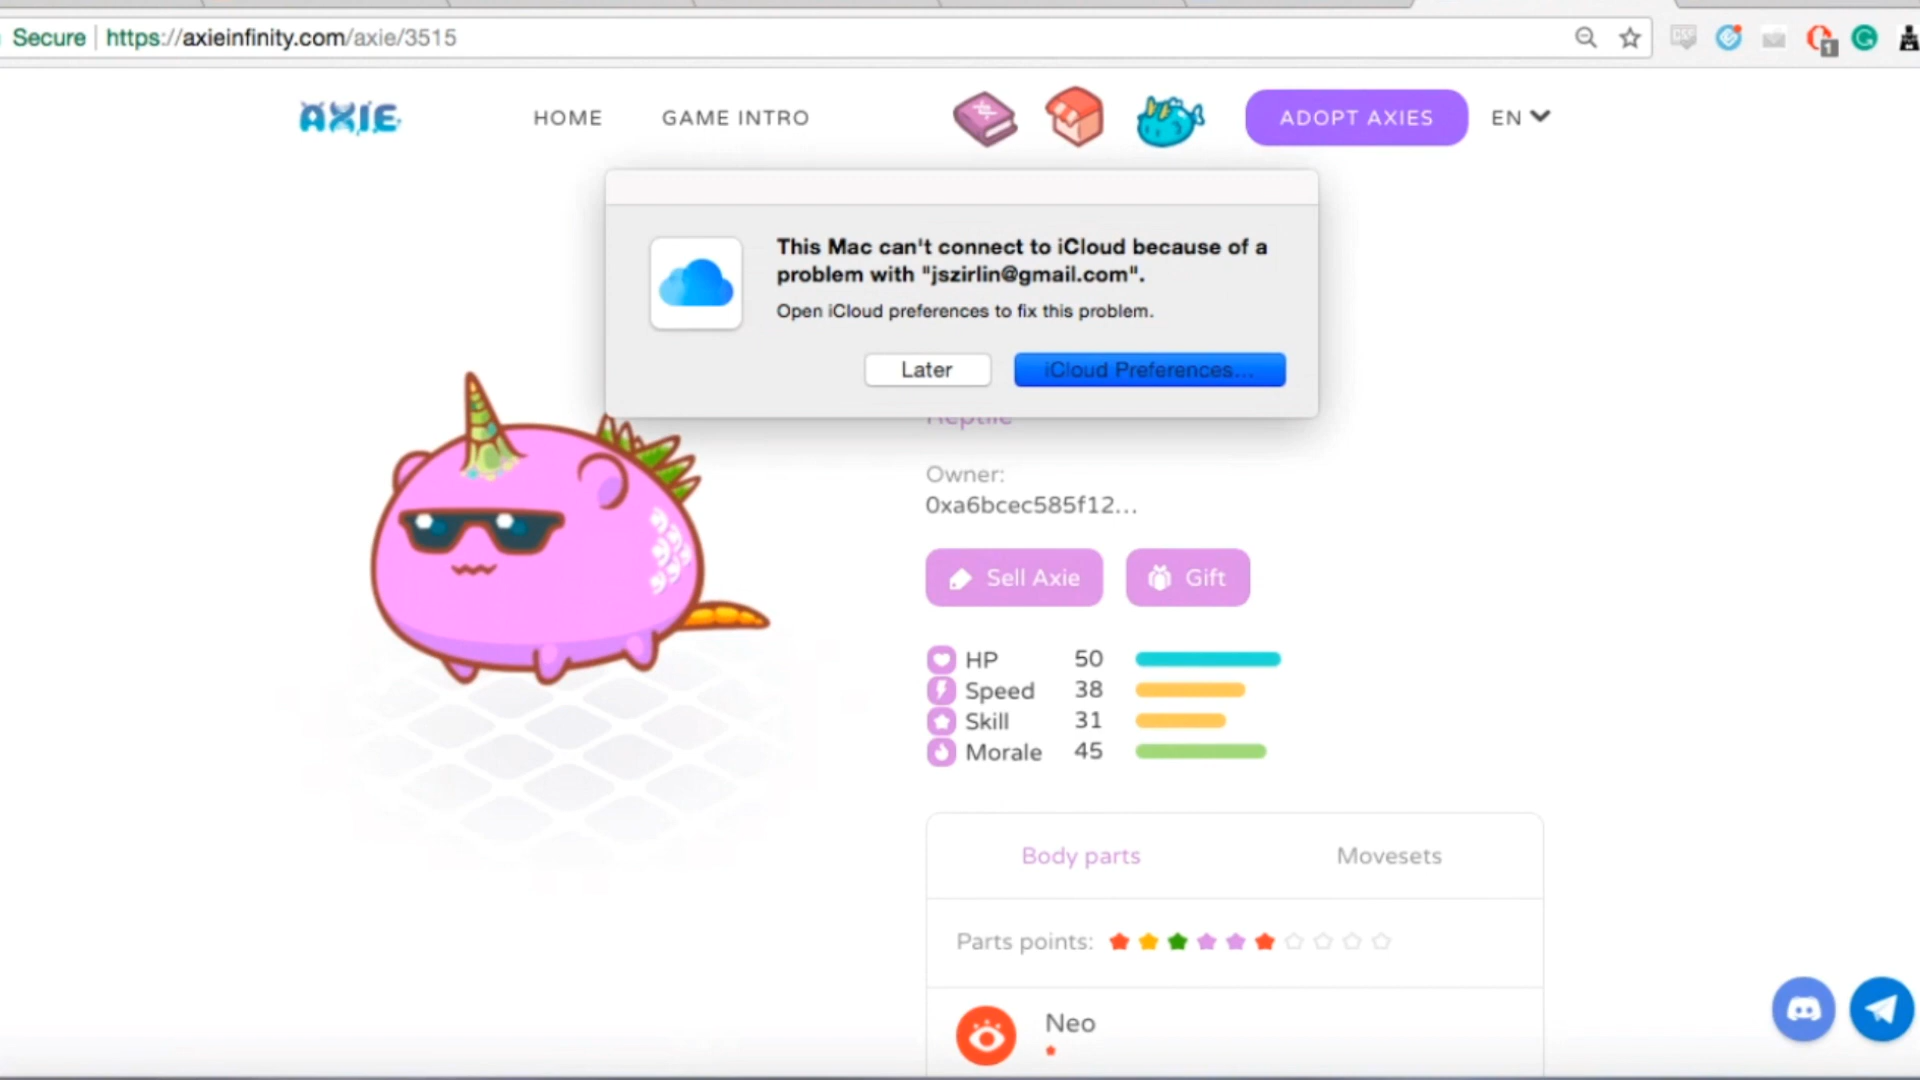 Secure | https://axieinfinity.com/axie/3515
1
AXIE
HOME
GAME INTRO
ADOPT AXIES
EN
This Mac can't connect to iCloud because of a
problem with "jszirlin@gmail.com".
Open iCloud preferences to fix this problem.
Later
iCloud Preferences...
Reptile
Owner:
0xa6bcec585f12...
Sell Axie
Gift
HP 50
Speed 38
Skill 31
Morale 45
Body parts
Movesets
Parts points:
Neo